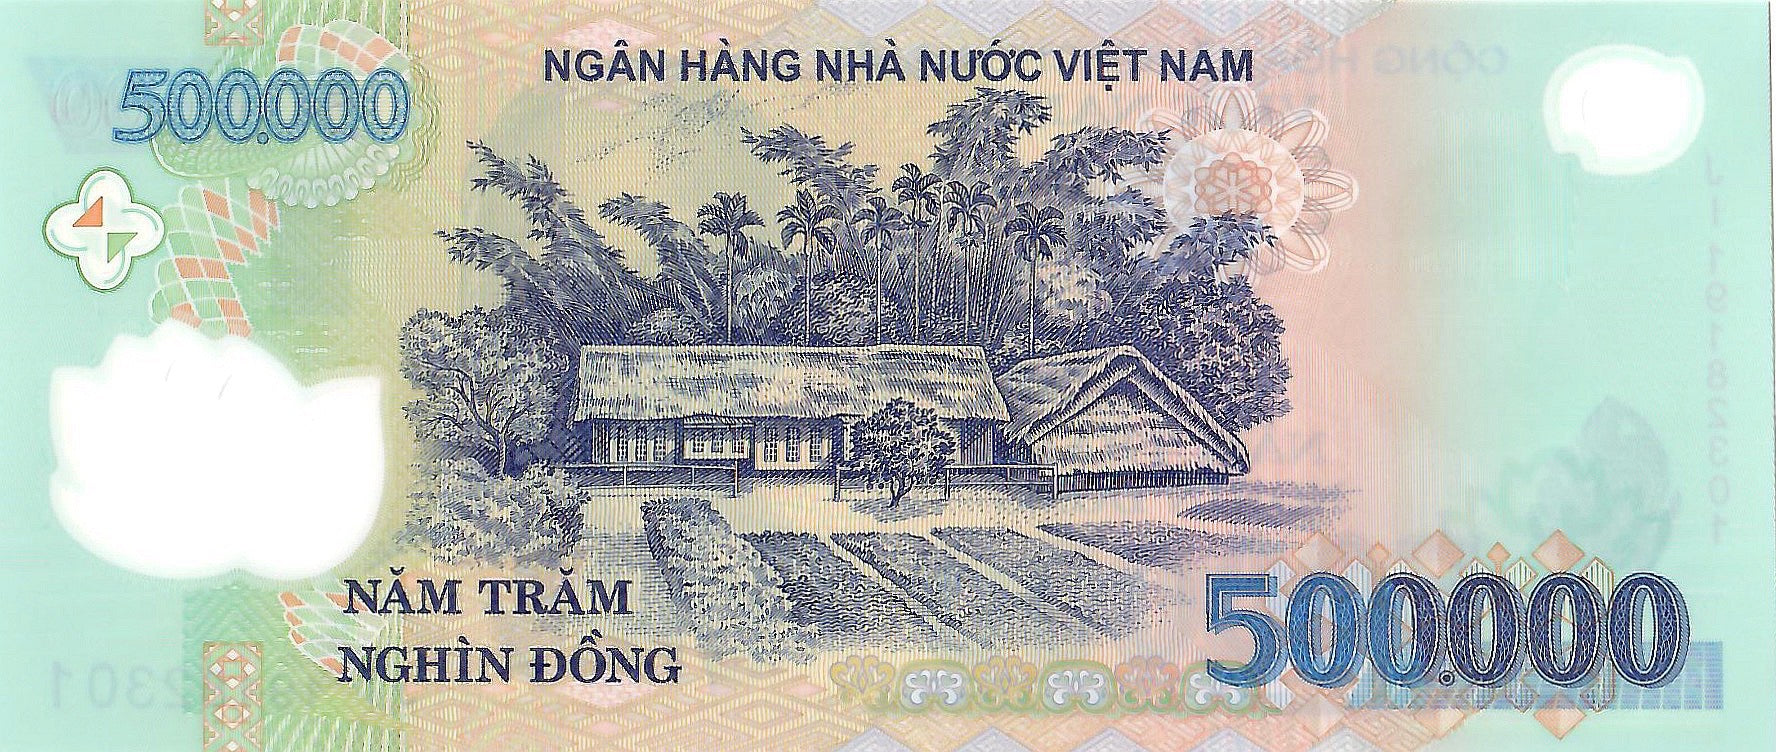 NGÂN HÀNG NHÀ NƯỚC VIỆT NAM
500.000
NĂM TRĂM
NGHÌN ĐỒNG
500.000